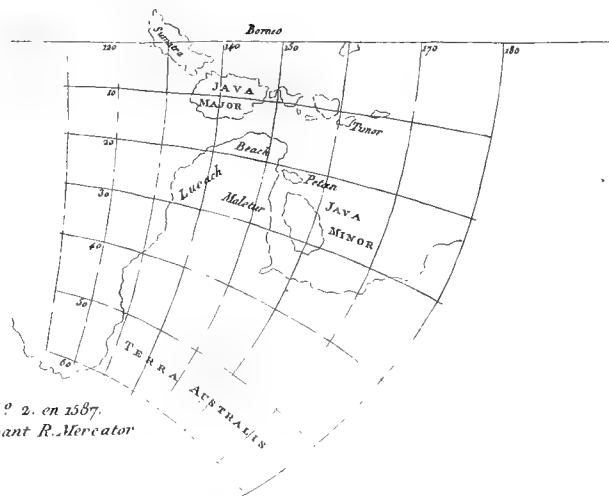 Borneo
Sumatra
120 140 150 170 180
JAVA
MAJOR
10
Timor
20
Beach
Petan
Lucach
Maletur
30
JAVA
MINOR
40
50
60
TERRA AUSTRALIS
º 2. en 1587.
ant R. Mercator